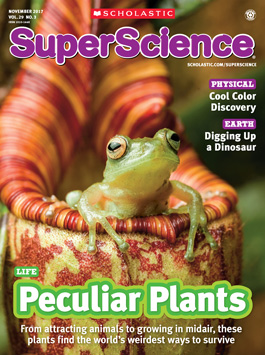 NOVEMBER 2017
VOL. 29 NO. 3
SCHOLASTIC
SuperScience
SCHOLASTIC.COM/SUPERSCIENCE
PHYSICAL
Cool Color
Discovery
EARTH
Digging Up
a Dinosaur
LIFE
Peculiar Plants
From attracting animals to growing in midair, these
plants find the world's weirdest ways to survive